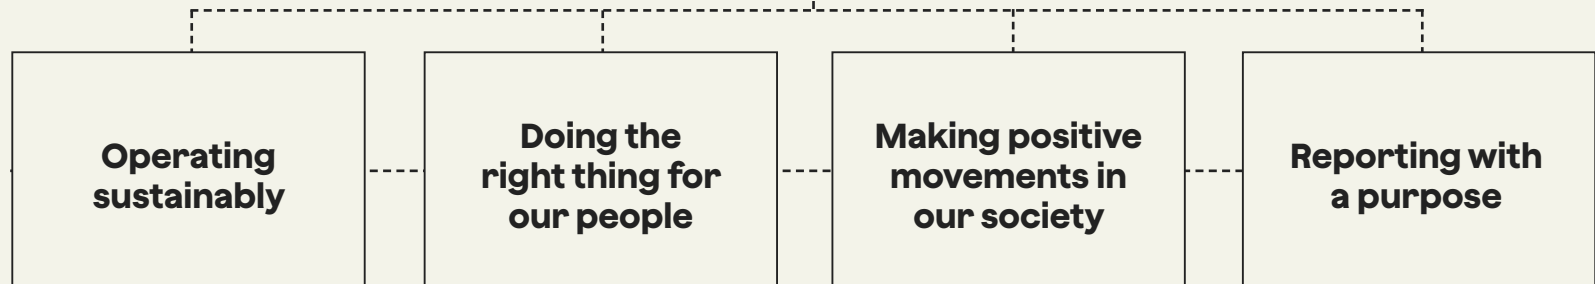 Operating
sustainably
Doing the
right thing for
our people
Making positive
movements in
our society
Reporting with
a purpose